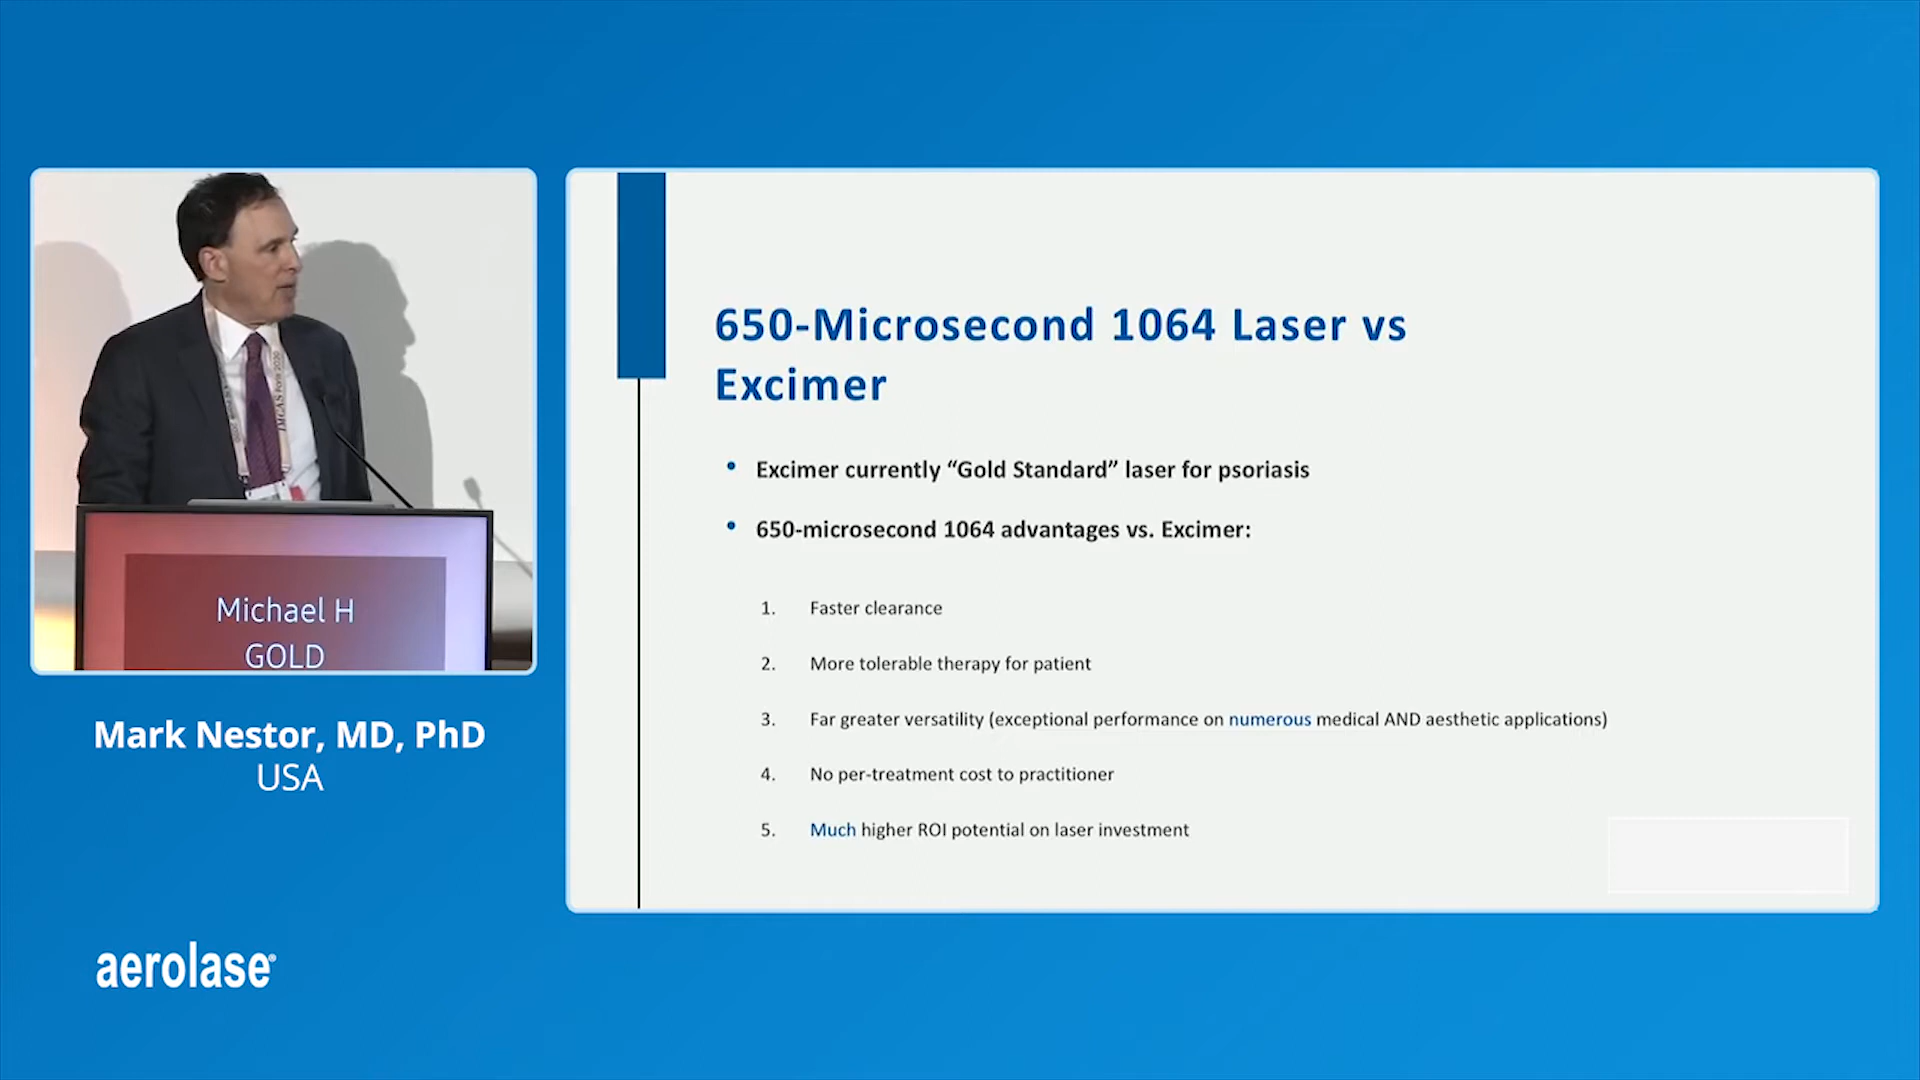 650-Microsecond 1064 Laser vs
Excimer
• Excimer currently “Gold Standard” laser for psoriasis
• 650-microsecond 1064 advantages vs. Excimer:
1. Faster clearance
2. More tolerable therapy for patient
3. Far greater versatility (exceptional performance on numerous medical AND aesthetic applications)
4. No per-treatment cost to practitioner
5. Much higher ROI potential on laser investment
IMCAS Paris 2020
Michael H
GOLD
Mark Nestor, MD, PhD
USA
aerolase®